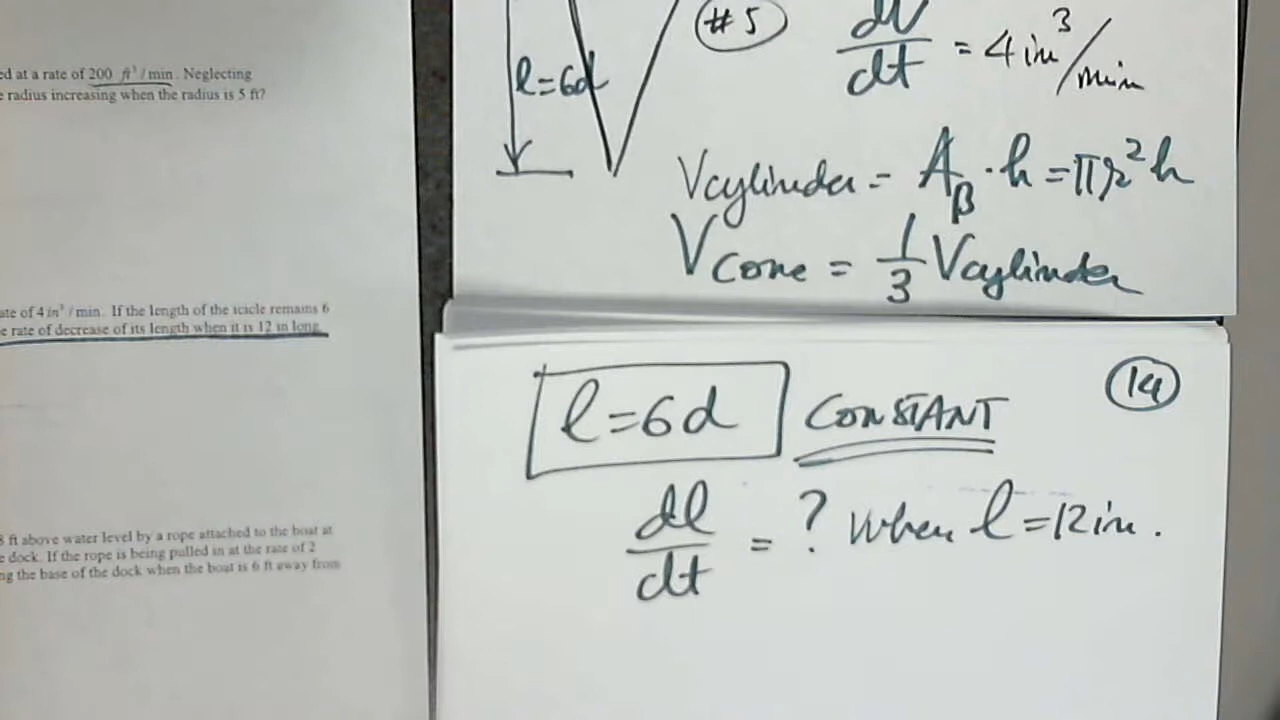 ed at a rate of 200 ft³/min. Neglecting
e radius increasing when the radius is 5 ft?
ate of 4 in³/min. If the length of the icicle remains 6
e rate of decrease of its length when it is 12 in long.
8 ft above water level by a rope attached to the boat at
e dock. If the rope is being pulled in at the rate of 2
ng the base of the dock when the boat is 6 ft away from
#5
dV/dt = 4 in³/min
l=6d
Vcylinder = A_B · h = πr²h
Vcone = 1/3 Vcylinder
14
l=6d CONSTANT
dl/dt = ? when l = 12 in.